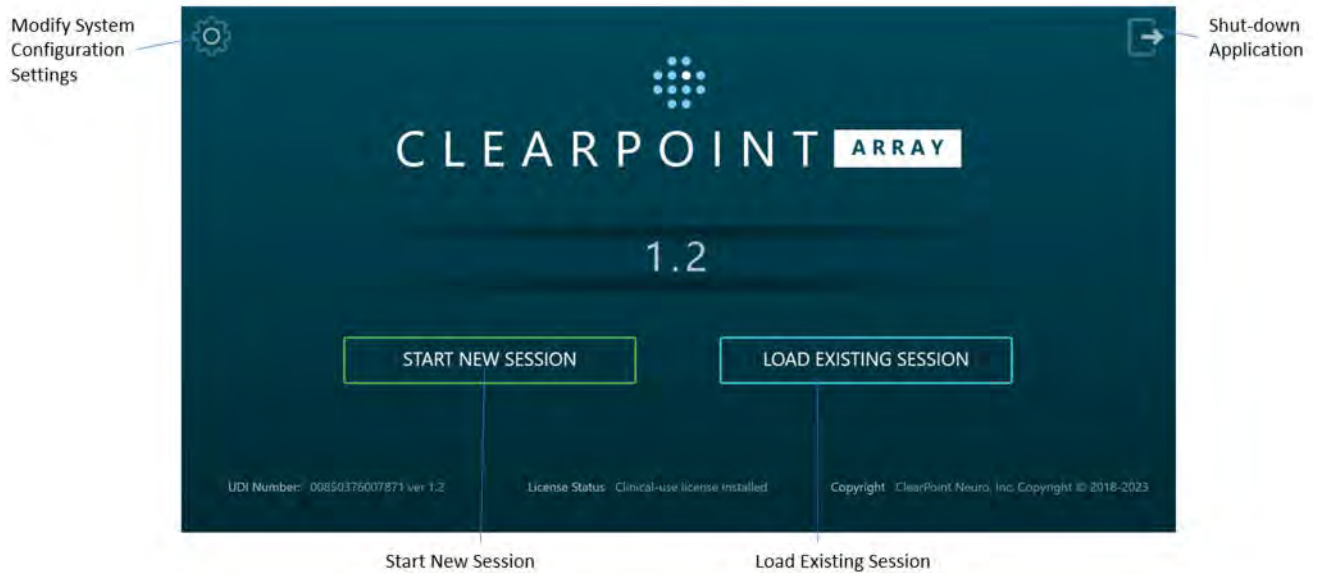 Modify System
Configuration
Settings
Shut-down
Application
CLEARPOINT ARRAY
1.2
START NEW SESSION
LOAD EXISTING SESSION
UDI Number: 00850376007871 ver 1.2
License Status Clinical-use license installed
Copyright ClearPoint Neuro, Inc. Copyright © 2018-2023
Start New Session
Load Existing Session